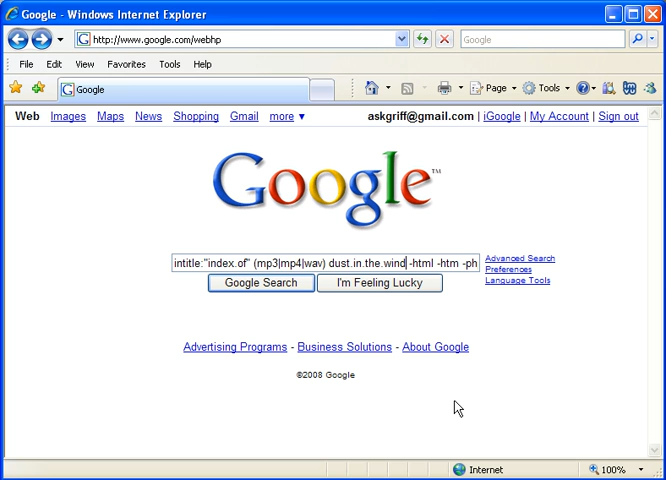 Google - Windows Internet Explorer
http://www.google.com/webhp
Google
File Edit View Favorites Tools Help
Google
Page Tools
Web Images Maps News Shopping Gmail more ▼
askgriff@gmail.com | iGoogle | My Account | Sign out
Google™
intitle:"index.of" (mp3|mp4|wav) dust.in.the.wind -html -htm -ph
Advanced Search
Preferences
Language Tools
Google Search
I'm Feeling Lucky
Advertising Programs - Business Solutions - About Google
©2008 Google
Internet
100%